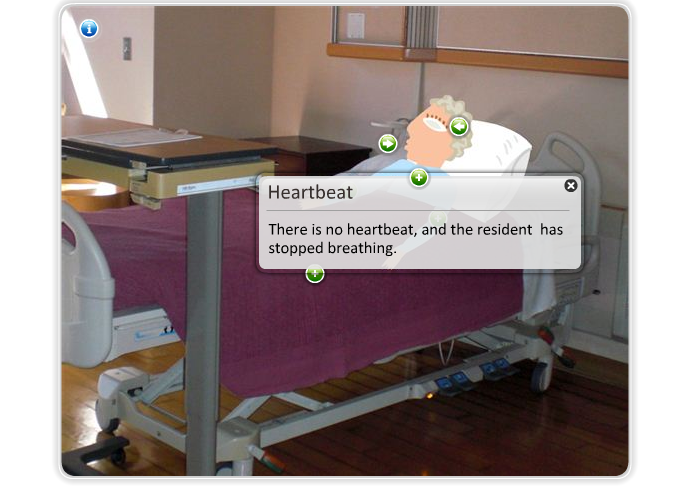 Heartbeat
There is no heartbeat, and the resident  has
stopped breathing.